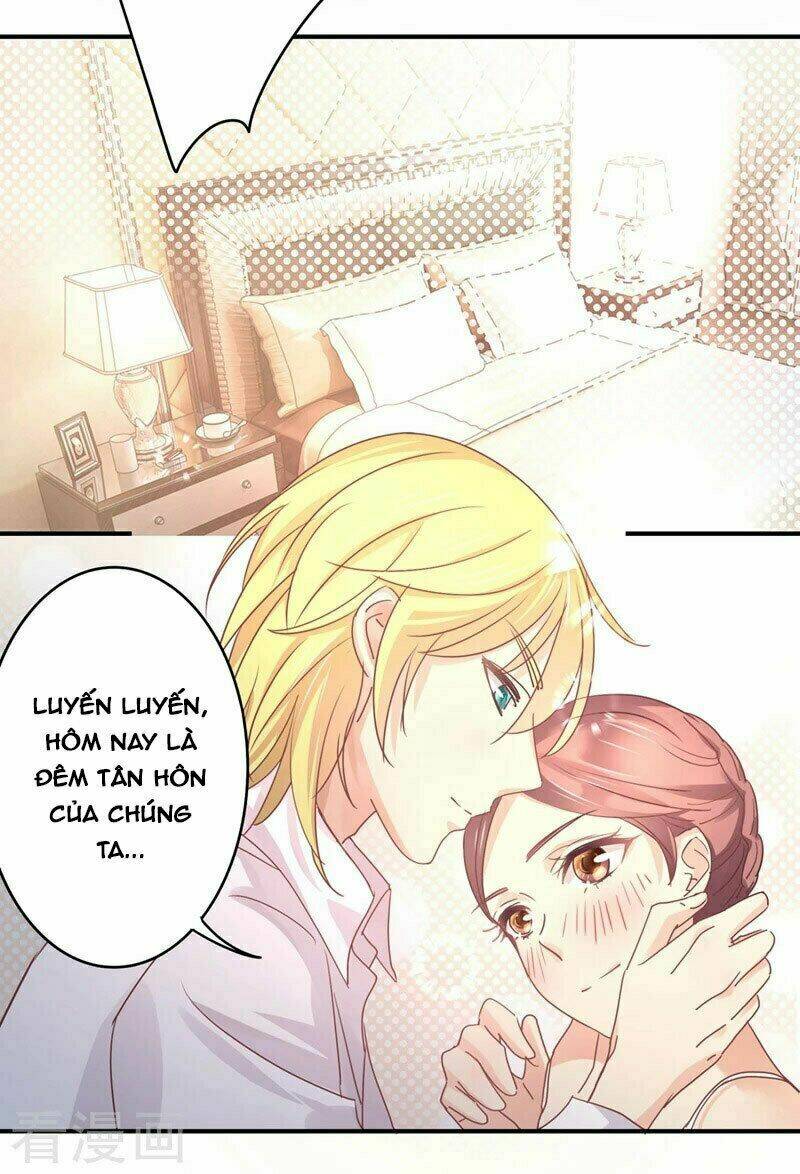 LUYẾN LUYẾN,
HÔM NAY LÀ
ĐÊM TÂN HÔN
CỦA CHÚNG
TA...
看漫画